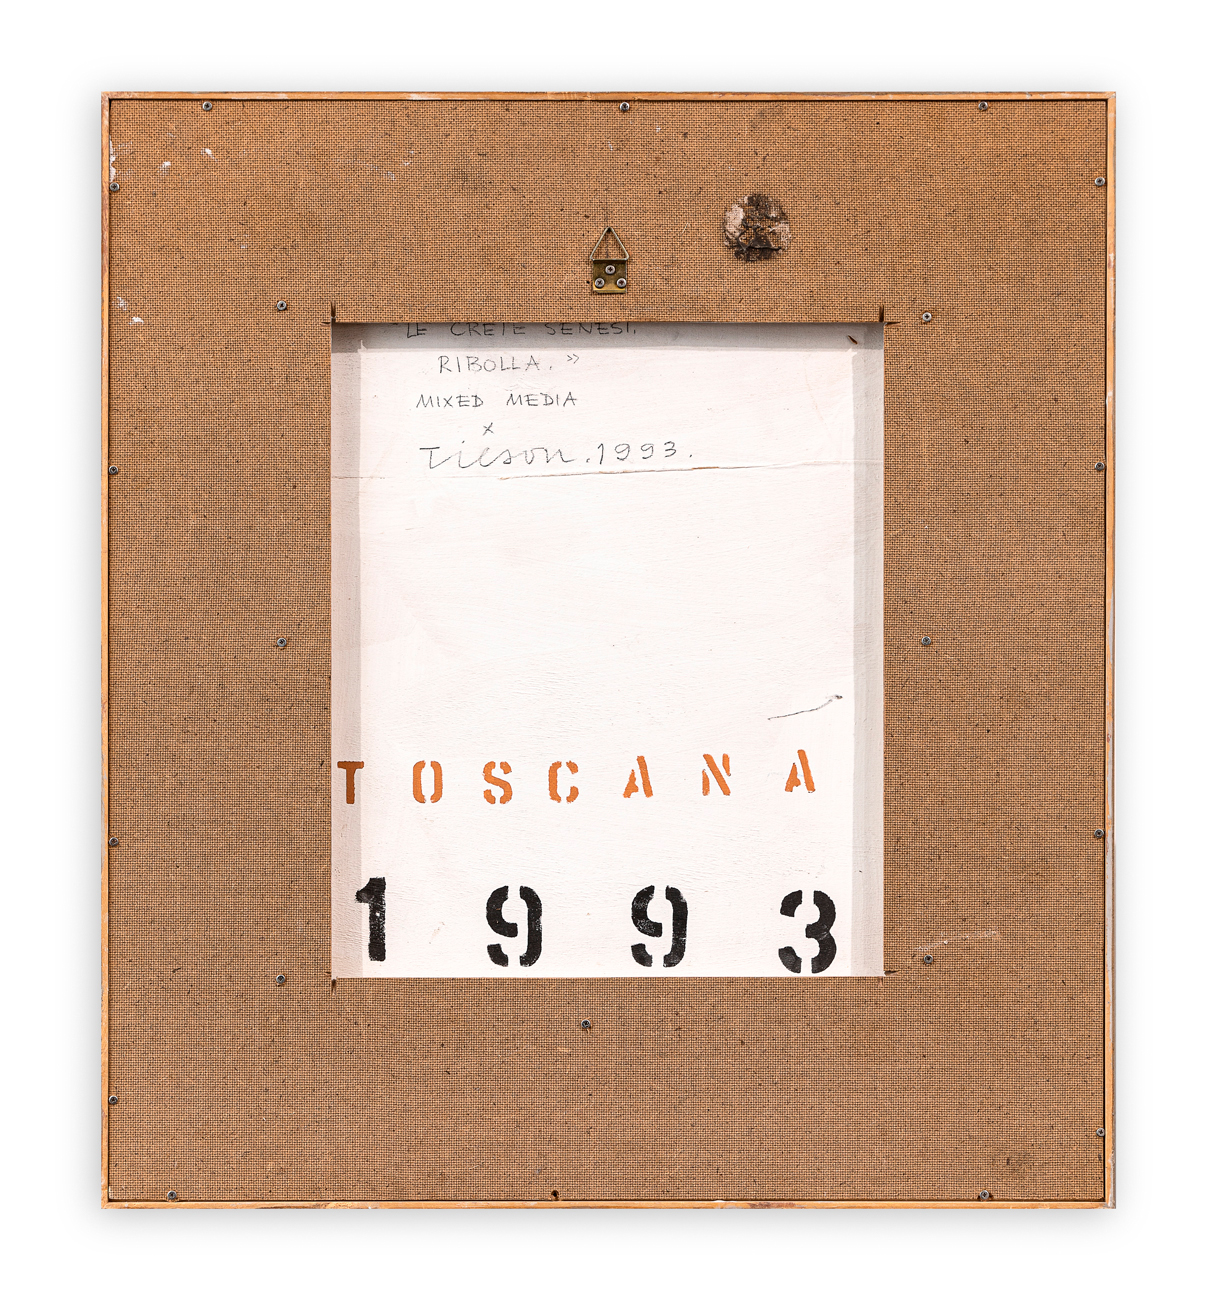 LE CRETE SENESI.
RIBOLLA. »
MIXED MEDIA
x
Tilson. 1993.
TOSCANA
1993